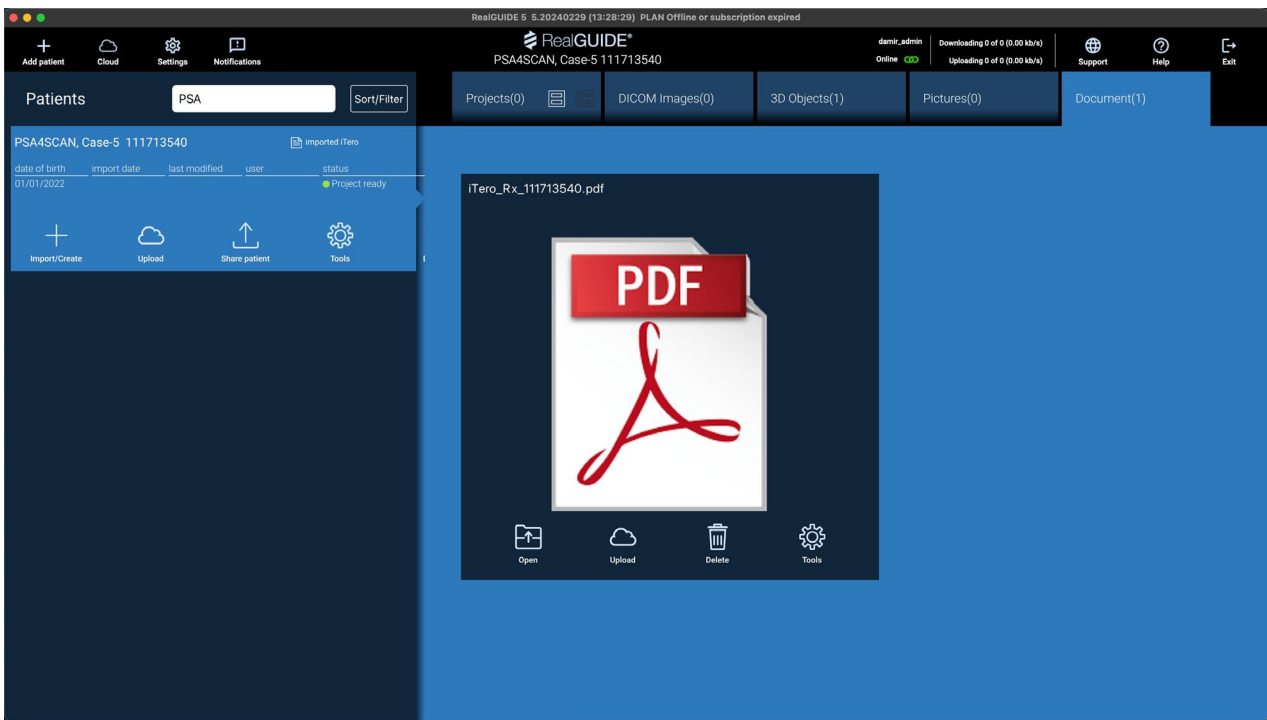 RealGUIDE 5 5.20240229 (13:28:29) PLAN Offline or subscription expired
Add patient
Cloud
Settings
Notifications
RealGUIDE®
PSA4SCAN, Case-5 111713540
damir_admin
Online
Downloading 0 of 0 (0.00 kb/s)
Uploading 0 of 0 (0.00 kb/s)
Support
Help
Exit
Patients
PSA
Sort/Filter
Projects(0)
DICOM Images(0)
3D Objects(1)
Pictures(0)
Document(1)
PSA4SCAN, Case-5 111713540
Imported iTero
date of birth import date last modified user status
01/01/2022 Project ready
Import/Create
Upload
Share patient
Tools
iTero_Rx_111713540.pdf
PDF
Open
Upload
Delete
Tools